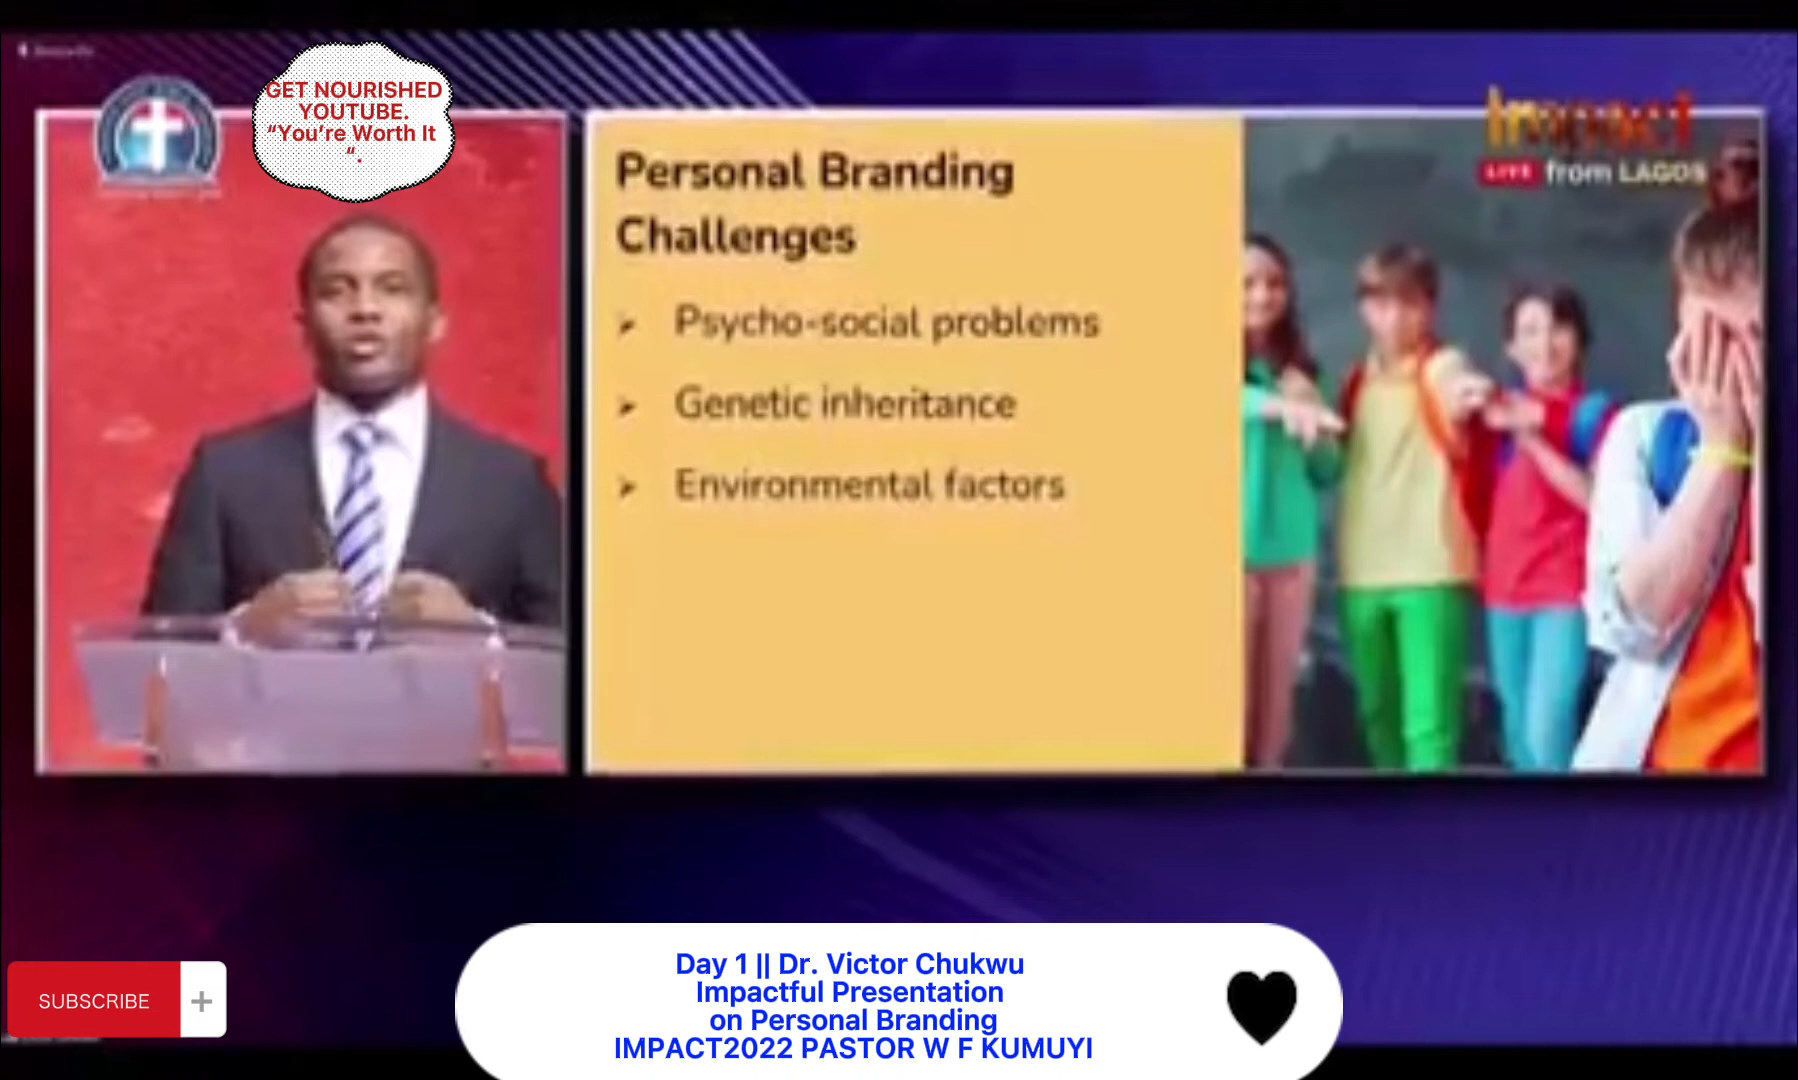 GET NOURISHED
YOUTUBE.
“You’re Worth It
“.
Impact
LIVE from LAGOS
Personal Branding
Challenges
Psycho-social problems
Genetic inheritance
Environmental factors
SUBSCRIBE +
Day 1 || Dr. Victor Chukwu
Impactful Presentation
on Personal Branding
IMPACT2022 PASTOR W F KUMUYI